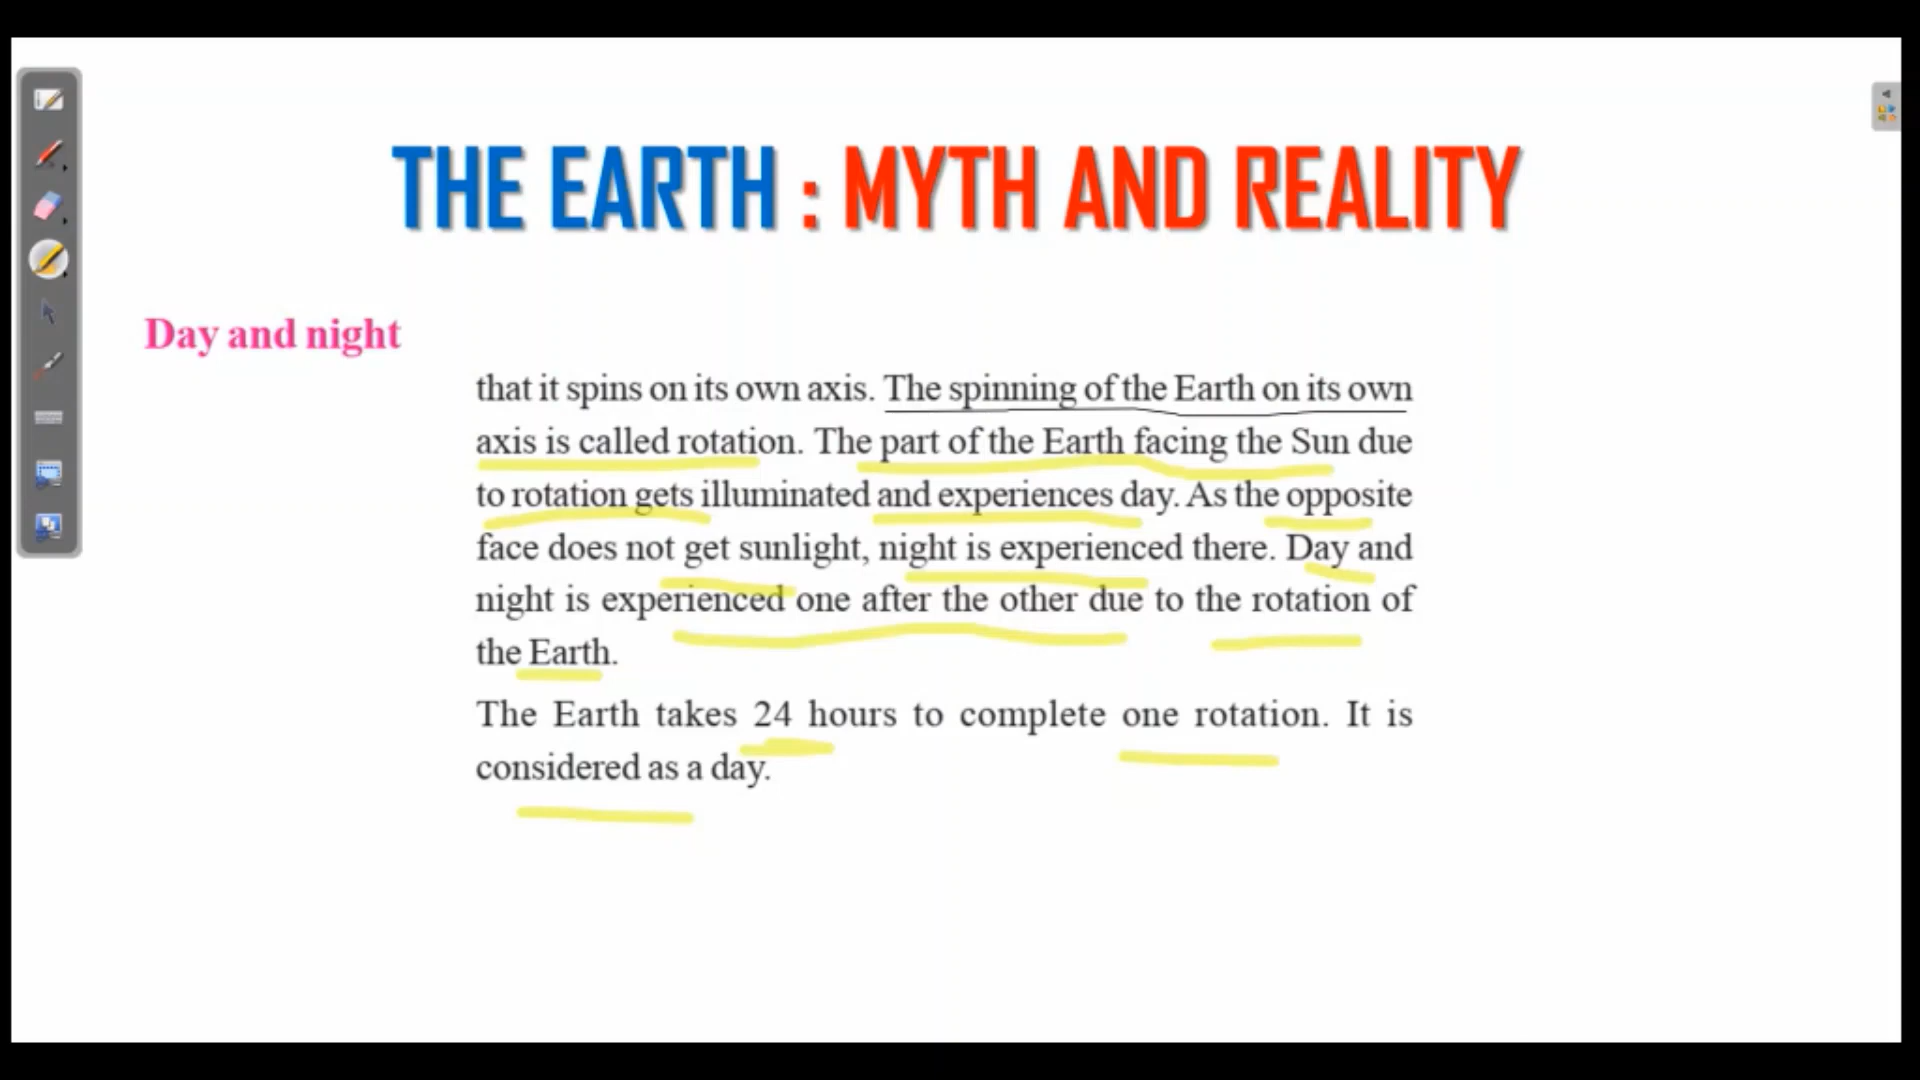 THE EARTH : MYTH AND REALITY
Day and night
that it spins on its own axis. The spinning of the Earth on its own
axis is called rotation. The part of the Earth facing the Sun due
to rotation gets illuminated and experiences day. As the opposite
face does not get sunlight, night is experienced there. Day and
night is experienced one after the other due to the rotation of
the Earth.
The Earth takes 24 hours to complete one rotation. It is
considered as a day.